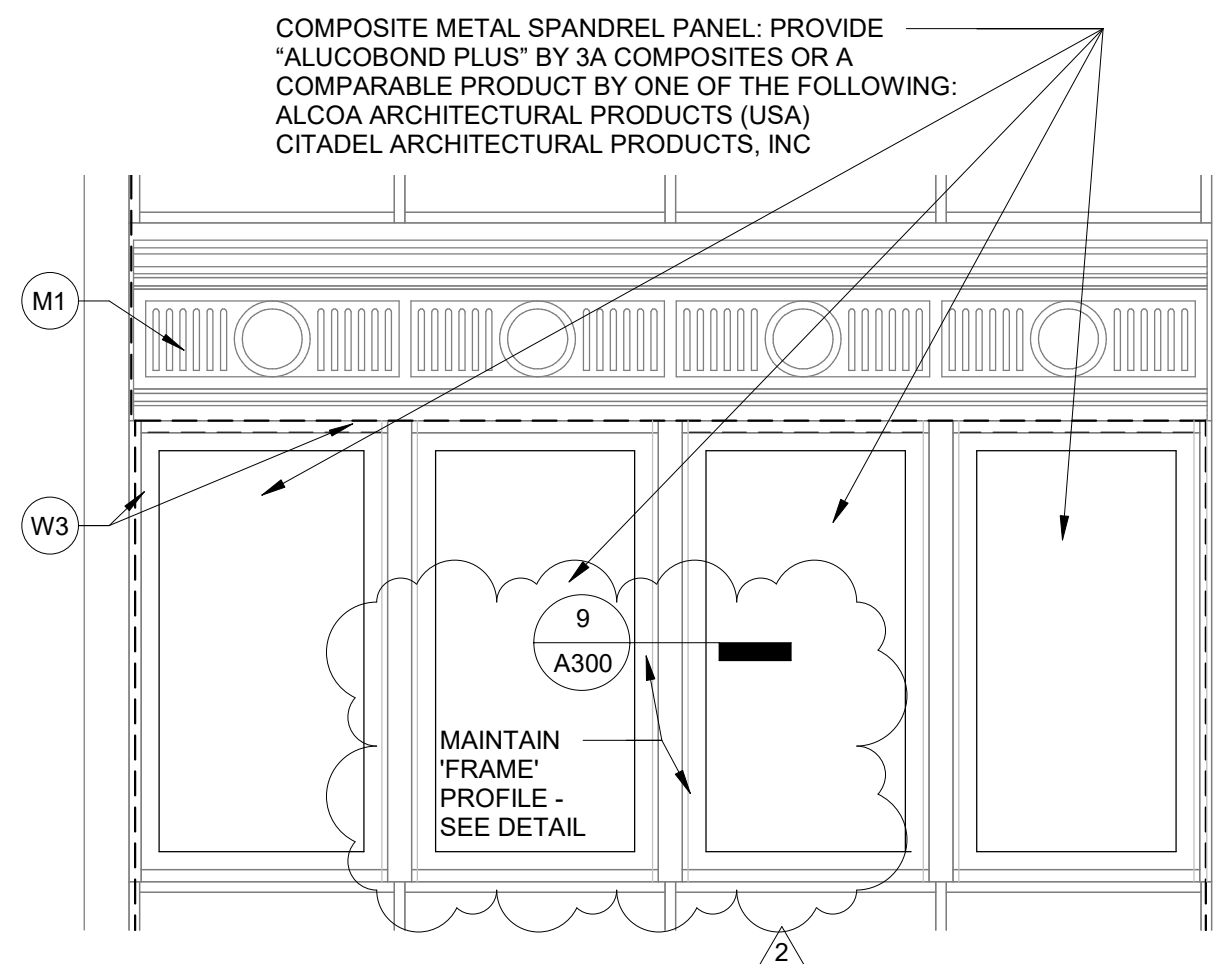 COMPOSITE METAL SPANDREL PANEL: PROVIDE
“ALUCOBOND PLUS” BY 3A COMPOSITES OR A
COMPARABLE PRODUCT BY ONE OF THE FOLLOWING:
ALCOA ARCHITECTURAL PRODUCTS (USA)
CITADEL ARCHITECTURAL PRODUCTS, INC
M1
W3
9
A300
MAINTAIN
'FRAME'
PROFILE -
SEE DETAIL
2